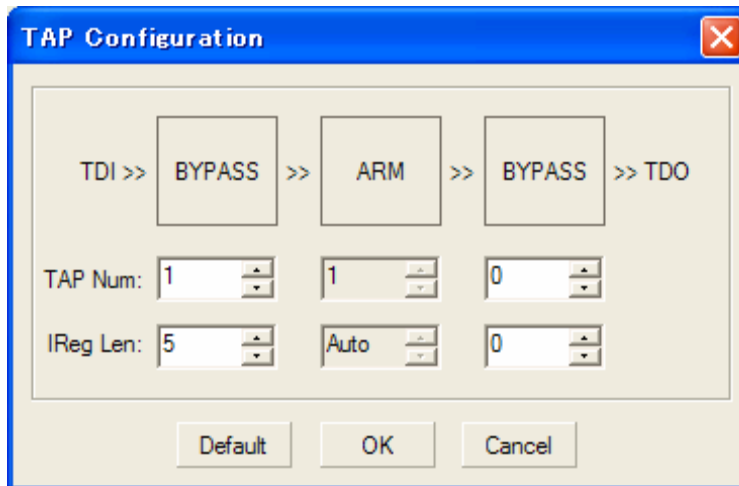 TAP Configuration
TDI >> BYPASS >> ARM >> BYPASS >> TDO
TAP Num: 1 1 0
IReg Len: 5 Auto 0
Default OK Cancel